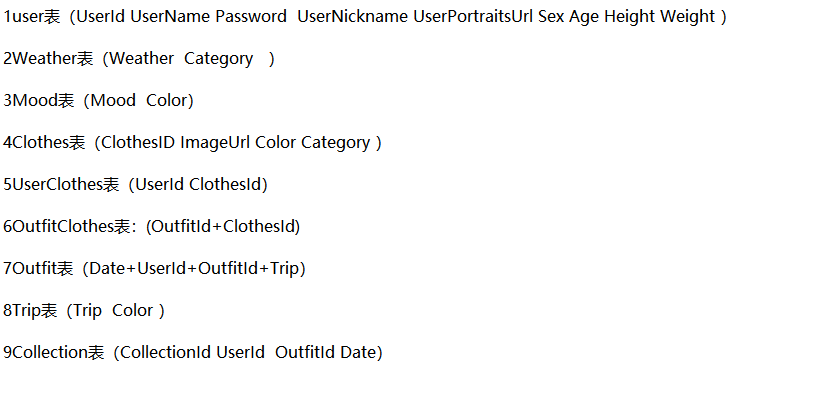 1user表（UserId UserName Password  UserNickname UserPortraitsUrl Sex Age Height Weight ）
2Weather表（Weather  Category   ）
3Mood表（Mood  Color）
4Clothes表（ClothesID ImageUrl Color Category ）
5UserClothes表（UserId ClothesId）
6OutfitClothes表：(OutfitId+ClothesId)
7Outfit表（Date+UserId+OutfitId+Trip）
8Trip表（Trip  Color ）
9Collection表（CollectionId UserId  OutfitId Date）